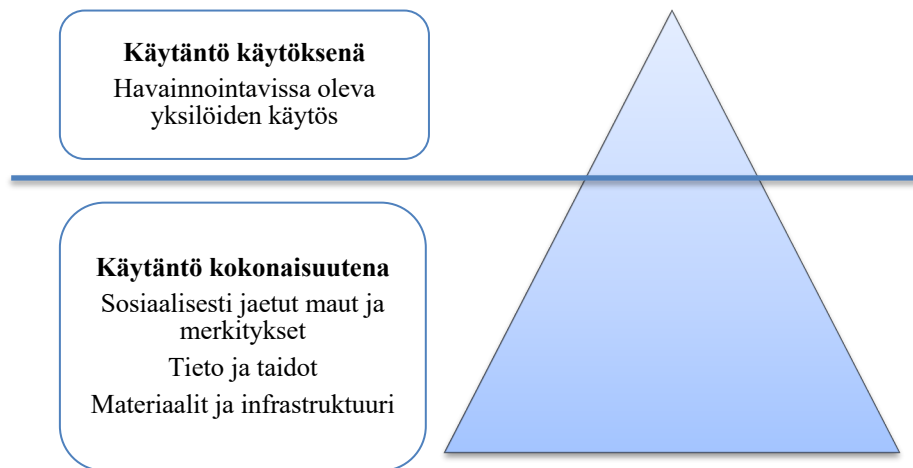 Käytäntö käytöksenä
Havainnointavissa oleva
yksilöiden käytös
Käytäntö kokonaisuutena
Sosiaalisesti jaetut maut ja
merkitykset
Tieto ja taidot
Materiaalit ja infrastruktuuri